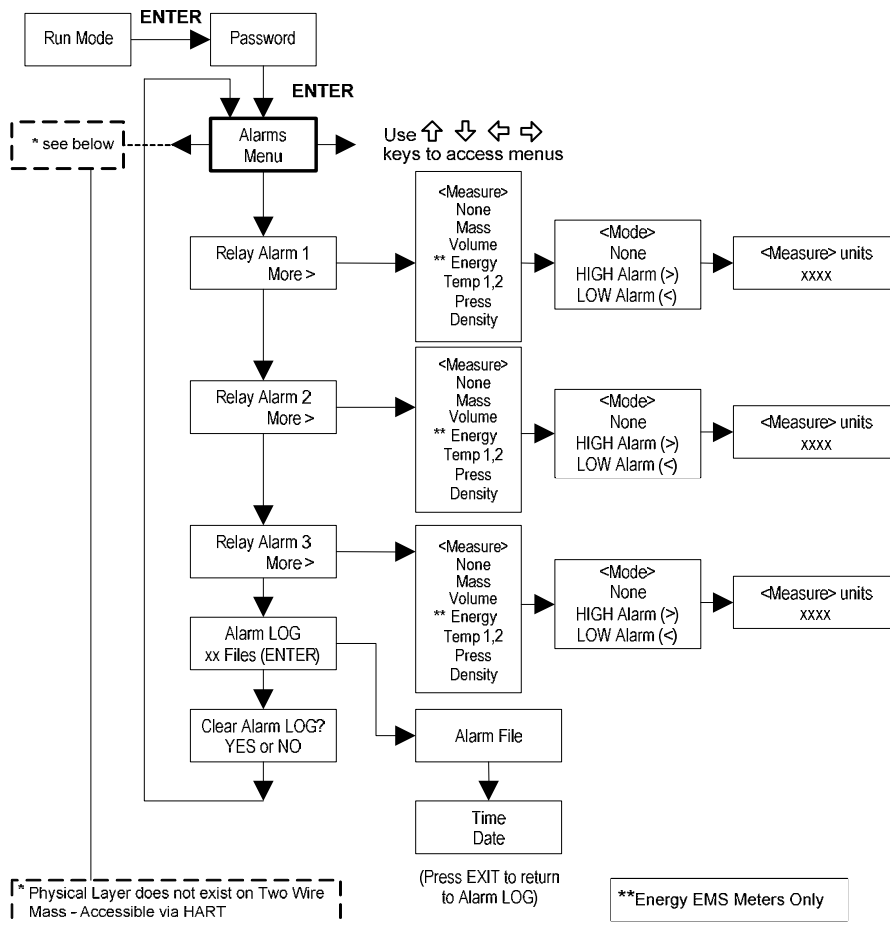 ENTER
Run Mode
Password
ENTER
* see below
Alarms
Menu
Use
keys to access menus
Relay Alarm 1
More >
<Measure>
None
Mass
Volume
** Energy
Temp 1,2
Press
Density
<Mode>
None
HIGH Alarm (>)
LOW Alarm (<)
<Measure> units
xxxx
Relay Alarm 2
More >
<Measure>
None
Mass
Volume
** Energy
Temp 1,2
Press
Density
<Mode>
None
HIGH Alarm (>)
LOW Alarm (<)
<Measure> units
xxxx
Relay Alarm 3
More >
<Measure>
None
Mass
Volume
** Energy
Temp 1,2
Press
Density
<Mode>
None
HIGH Alarm (>)
LOW Alarm (<)
<Measure> units
xxxx
Alarm LOG
xx Files (ENTER)
Clear Alarm LOG?
YES or NO
Alarm File
Time
Date
(Press EXIT to return
to Alarm LOG)
* Physical Layer does not exist on Two Wire
Mass - Accessible via HART
**Energy EMS Meters Only